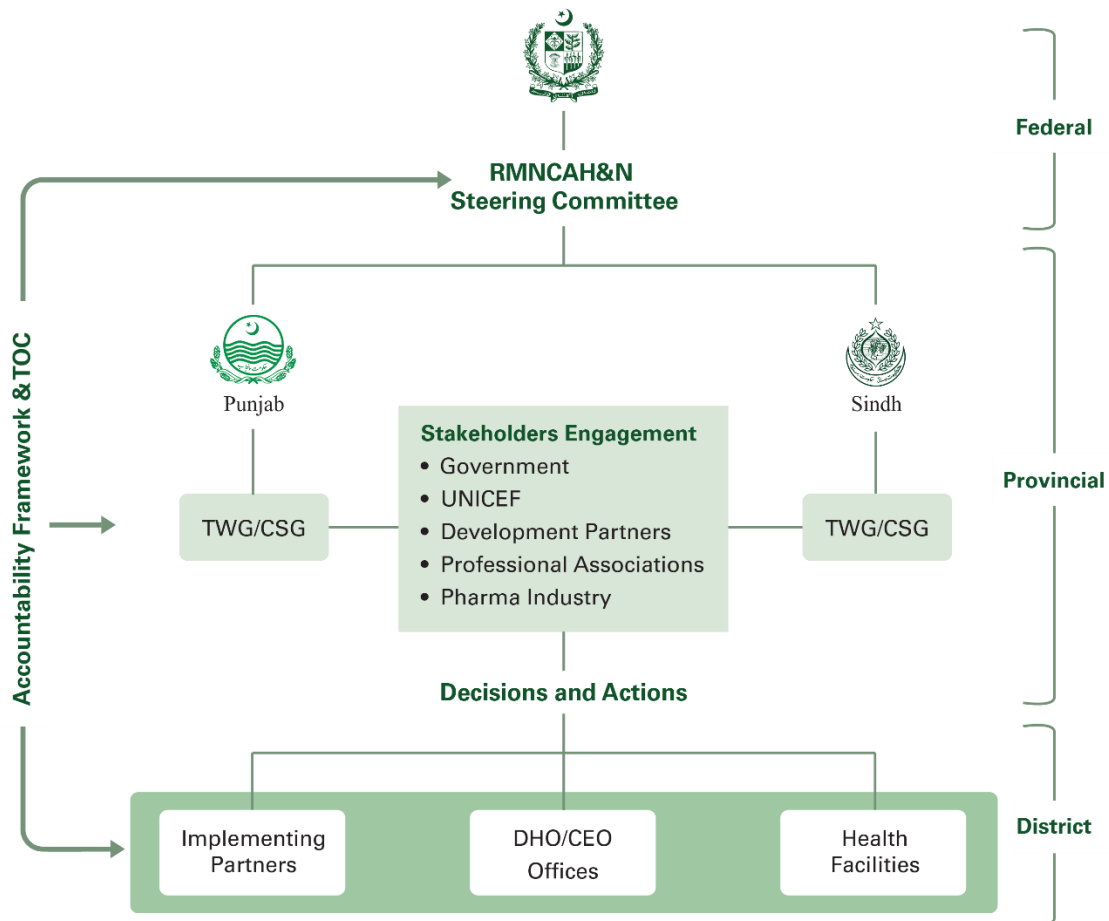 Federal
RMNCAH&N
Steering Committee
Accountability Framework & TOC
Punjab
Sindh
Provincial
Stakeholders Engagement
• Government
• UNICEF
• Development Partners
• Professional Associations
• Pharma Industry
TWG/CSG
TWG/CSG
Decisions and Actions
District
Implementing
Partners
DHO/CEO
Offices
Health
Facilities